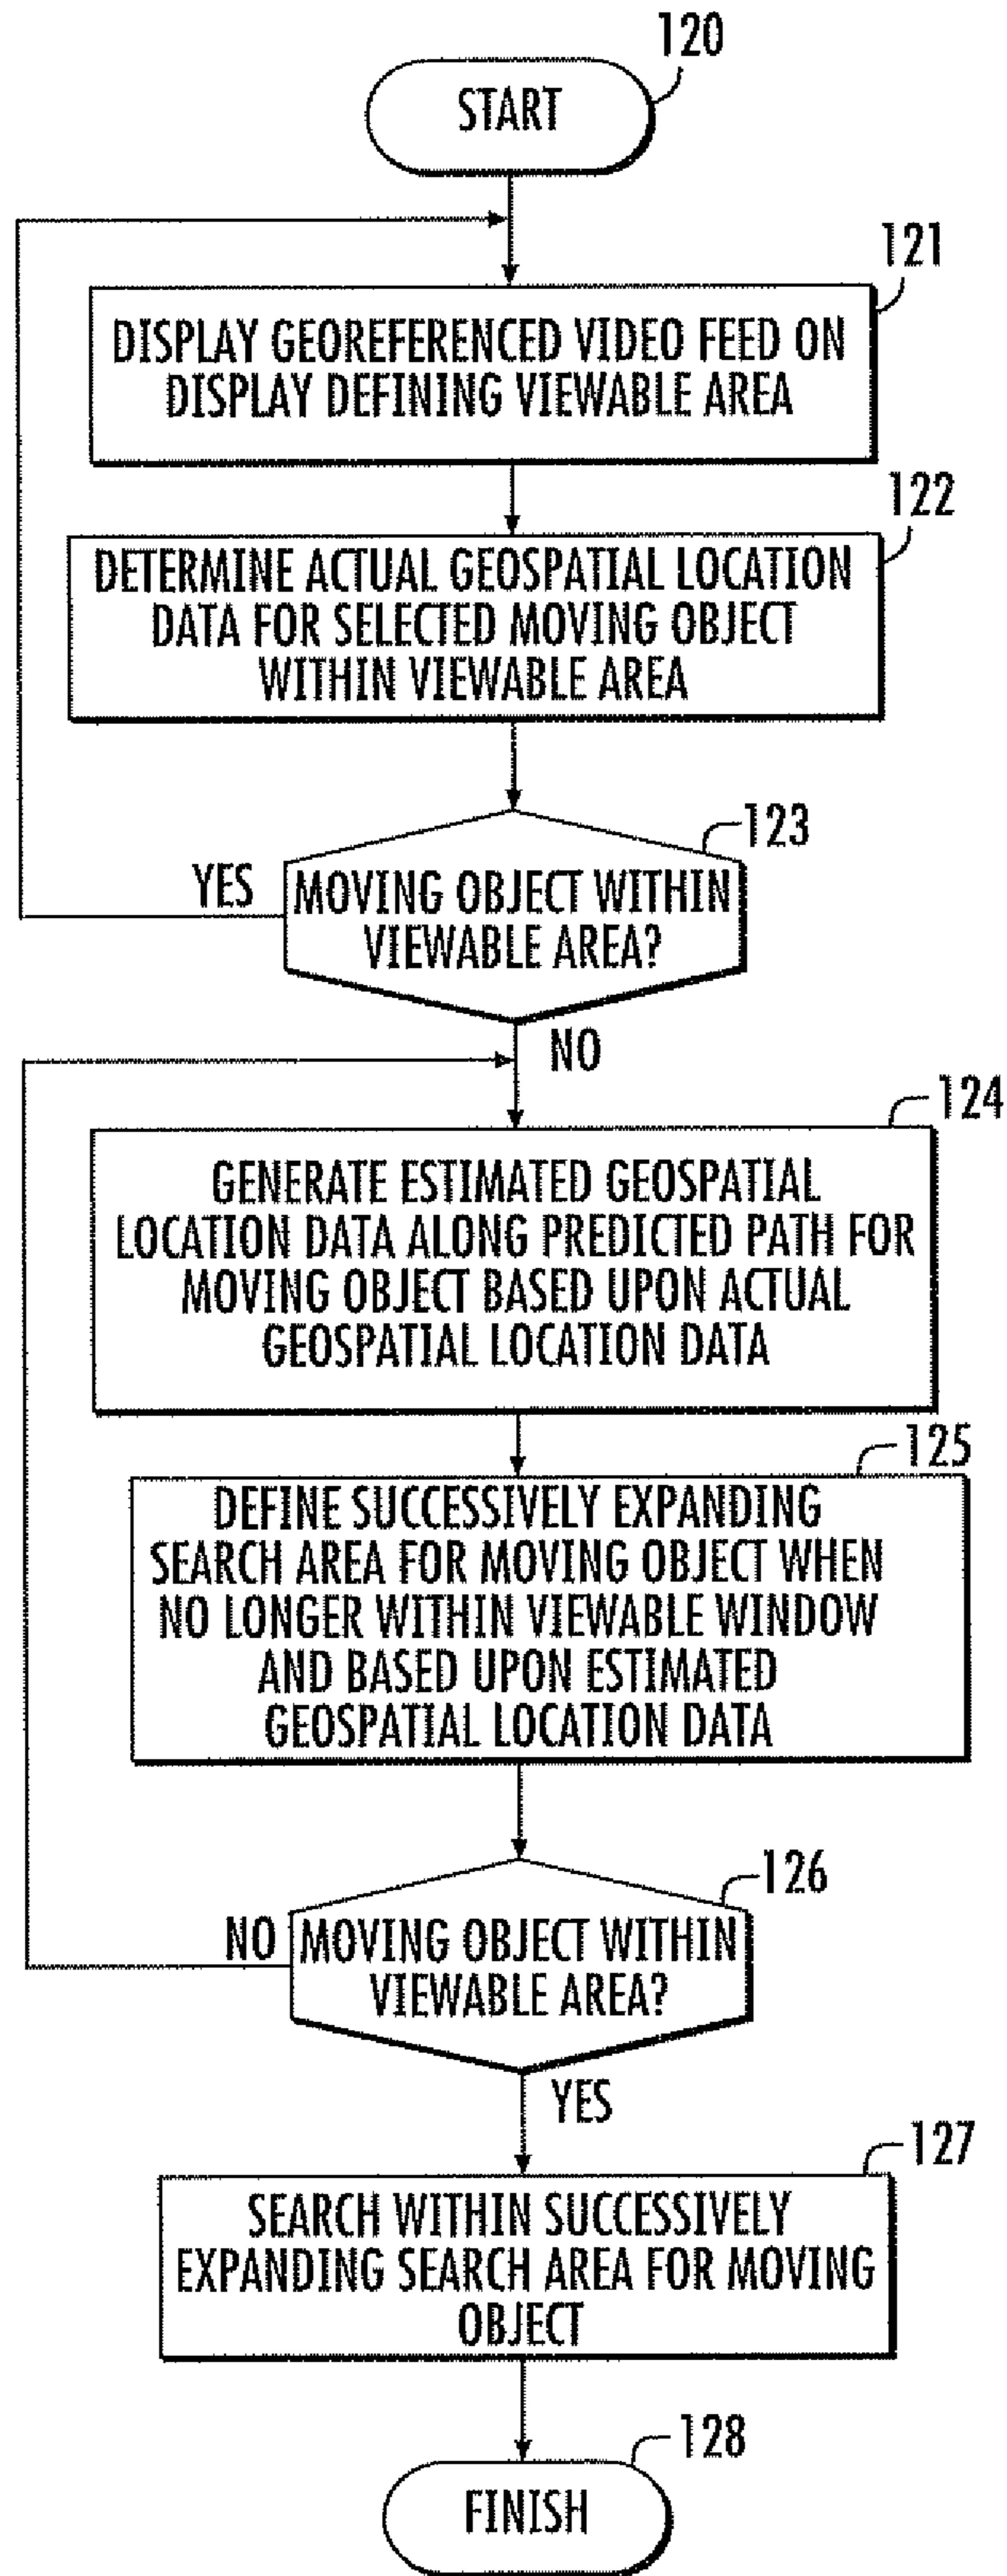 120
START
121
DISPLAY GEOREFERENCED VIDEO FEED ON
DISPLAY DEFINING VIEWABLE AREA
122
DETERMINE ACTUAL GEOSPATIAL LOCATION
DATA FOR SELECTED MOVING OBJECT
WITHIN VIEWABLE AREA
123
YES
MOVING OBJECT WITHIN
VIEWABLE AREA?
NO
124
GENERATE ESTIMATED GEOSPATIAL
LOCATION DATA ALONG PREDICTED PATH FOR
MOVING OBJECT BASED UPON ACTUAL
GEOSPATIAL LOCATION DATA
125
DEFINE SUCCESSIVELY EXPANDING
SEARCH AREA FOR MOVING OBJECT WHEN
NO LONGER WITHIN VIEWABLE WINDOW
AND BASED UPON ESTIMATED
GEOSPATIAL LOCATION DATA
126
NO
MOVING OBJECT WITHIN
VIEWABLE AREA?
YES
127
SEARCH WITHIN SUCCESSIVELY
EXPANDING SEARCH AREA FOR MOVING
OBJECT
128
FINISH